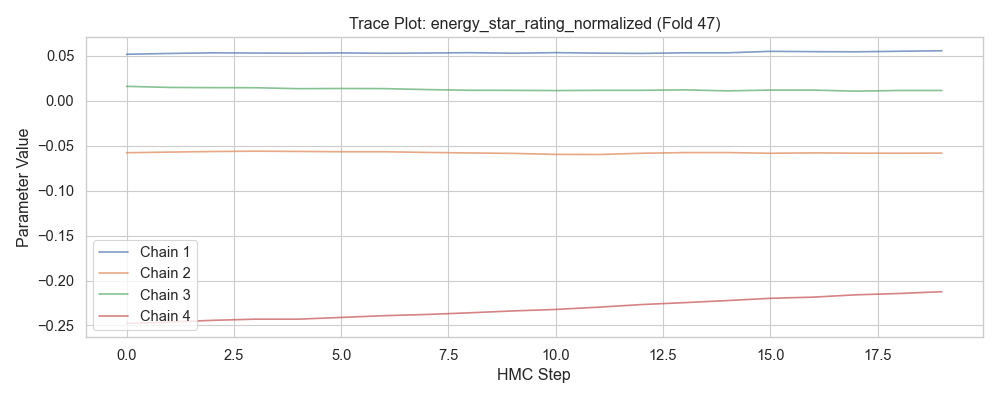 Trace Plot: energy_star_rating_normalized (Fold 47)
Parameter Value
0.05
0.00
−0.05
−0.10
−0.15
−0.20
−0.25
Chain 1
Chain 2
Chain 3
Chain 4
0.0 2.5 5.0 7.5 10.0 12.5 15.0 17.5
HMC Step